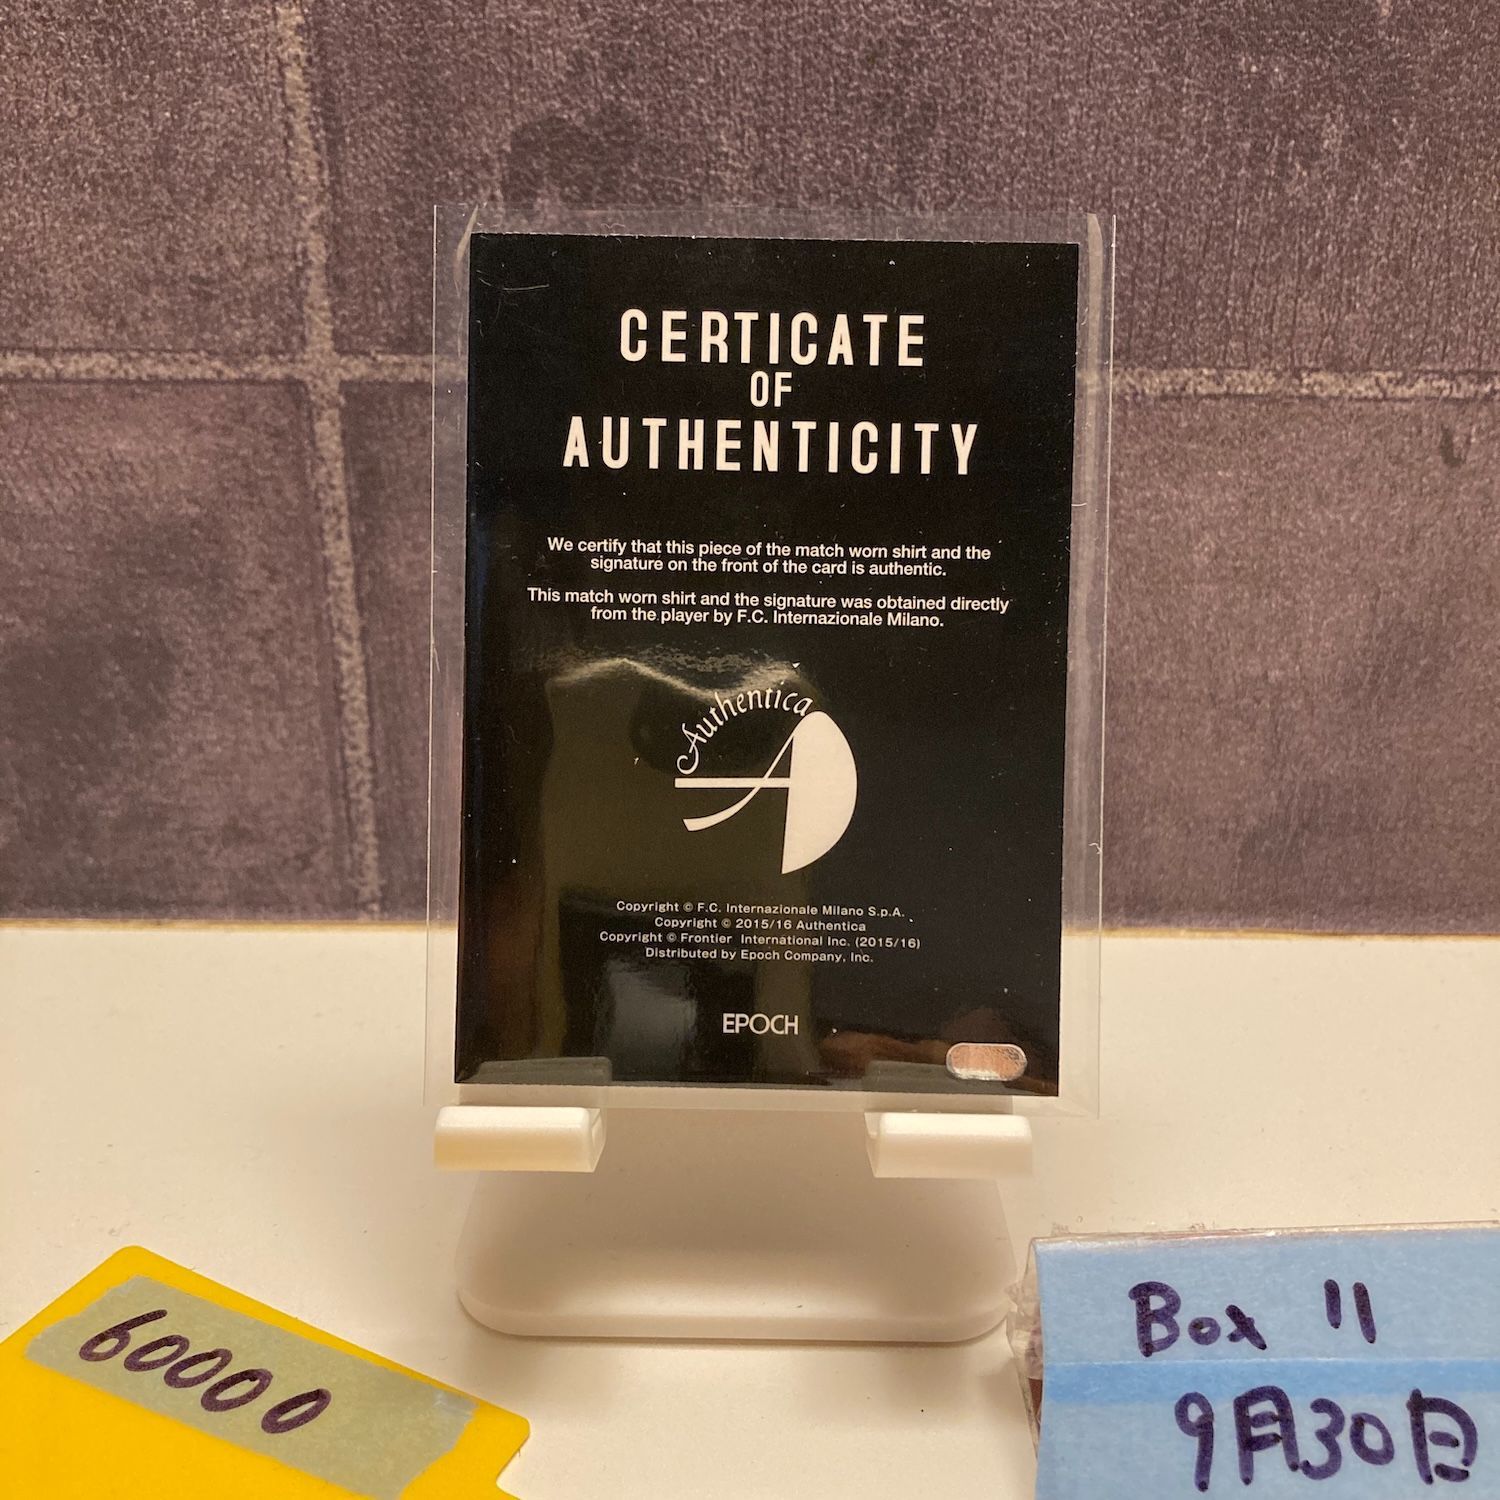 CERTICATE
OF
AUTHENTICITY
We certify that this piece of the match worn shirt and the
signature on the front of the card is authentic.
This match worn shirt and the signature was obtained directly
from the player by F.C. Internazionale Milano.
Authentica
Copyright © F.C. Internazionale Milano S.p.A.
Copyright © 2015/16 Authentica
Copyright © Frontier International Inc. (2015/16)
Distributed by Epoch Company, Inc.
EPOCH
60000
Box 11
9月30日